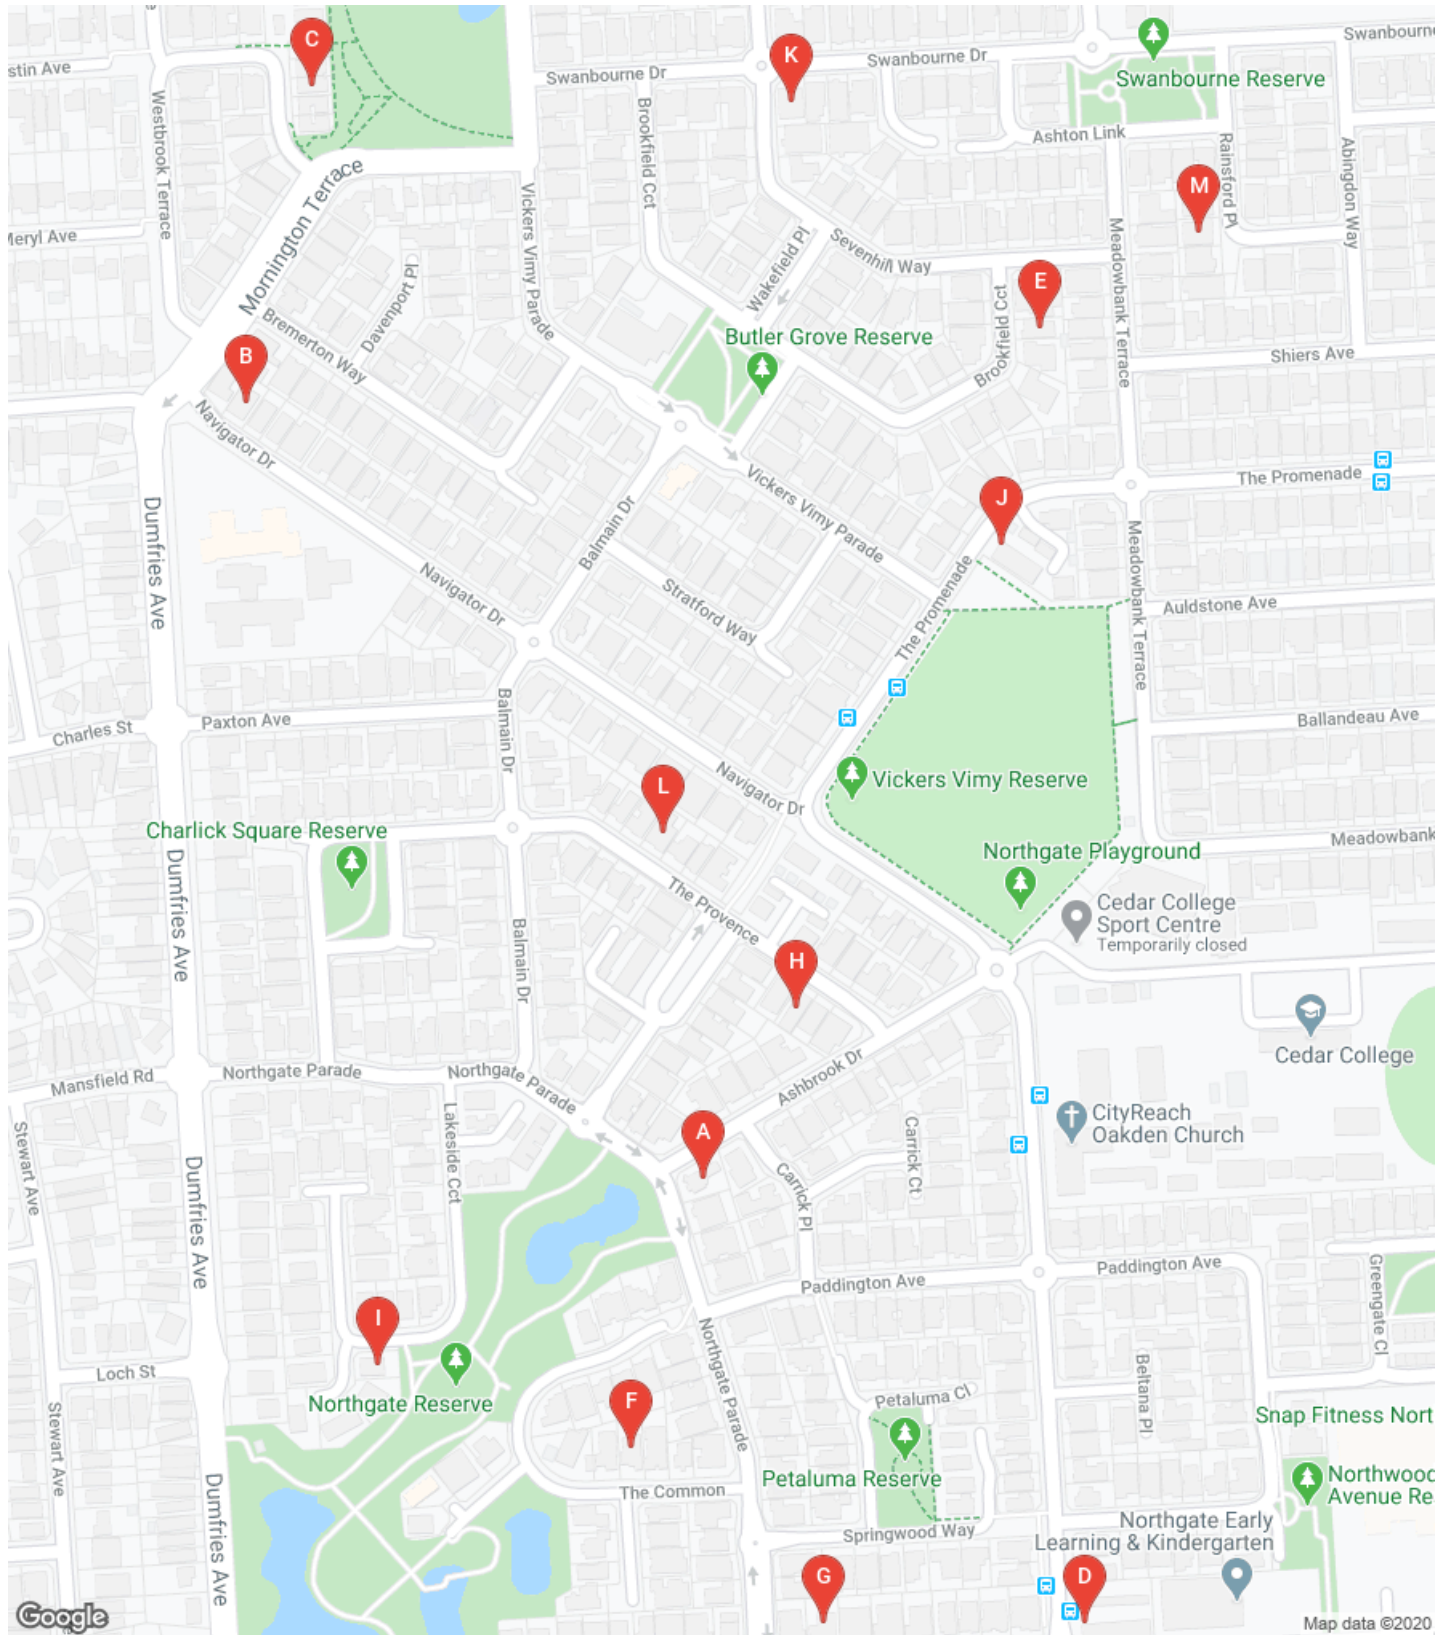 C
K
Swanbourne Dr
Swanbourne Dr
Swanbourne
Swanbourne Reserve
stin Ave
Westbrook Terrace
Brookfield Cct
Ashton Link
Rainsford Pl
Abingdon Way
Mornington Terrace
Vickers Vimy Parade
M
Meryl Ave
Wakefield Pl
Sevenhill Way
Meadowbank Terrace
Davenport Pl
E
Bremerton Way
Butler Grove Reserve
Brookfield Cct
Shiers Ave
B
Navigator Dr
Vickers Vimy Parade
The Promenade
J
Dumfries Ave
Balmain Dr
Navigator Dr
Stratford Way
The Promenade
Meadowbank Terrace
Auldstone Ave
Charles St
Paxton Ave
Balmain Dr
Ballandeau Ave
Navigator Dr
Vickers Vimy Reserve
L
Charlick Square Reserve
Meadowbank
Northgate Playground
Dumfries Ave
The Provence
Cedar College
Sport Centre
Temporarily closed
Balmain Dr
H
Cedar College
Mansfield Rd
Northgate Parade
Northgate Parade
Ashbrook Dr
Lakeside Cct
Carrick Ct
CityReach
Oakden Church
A
Stewart Ave
Dumfries Ave
Carrick Pl
Paddington Ave
Paddington Ave
Greengate Cl
I
Northgate Parade
Loch St
Beltana Pl
Northgate Reserve
F
Petaluma Cl
Snap Fitness Nort
Stewart Ave
Petaluma Reserve
Northwood
Avenue Re
Dumfries Ave
The Common
Springwood Way
Northgate Early
Learning & Kindergarten
G
D
Google
Map data ©2020